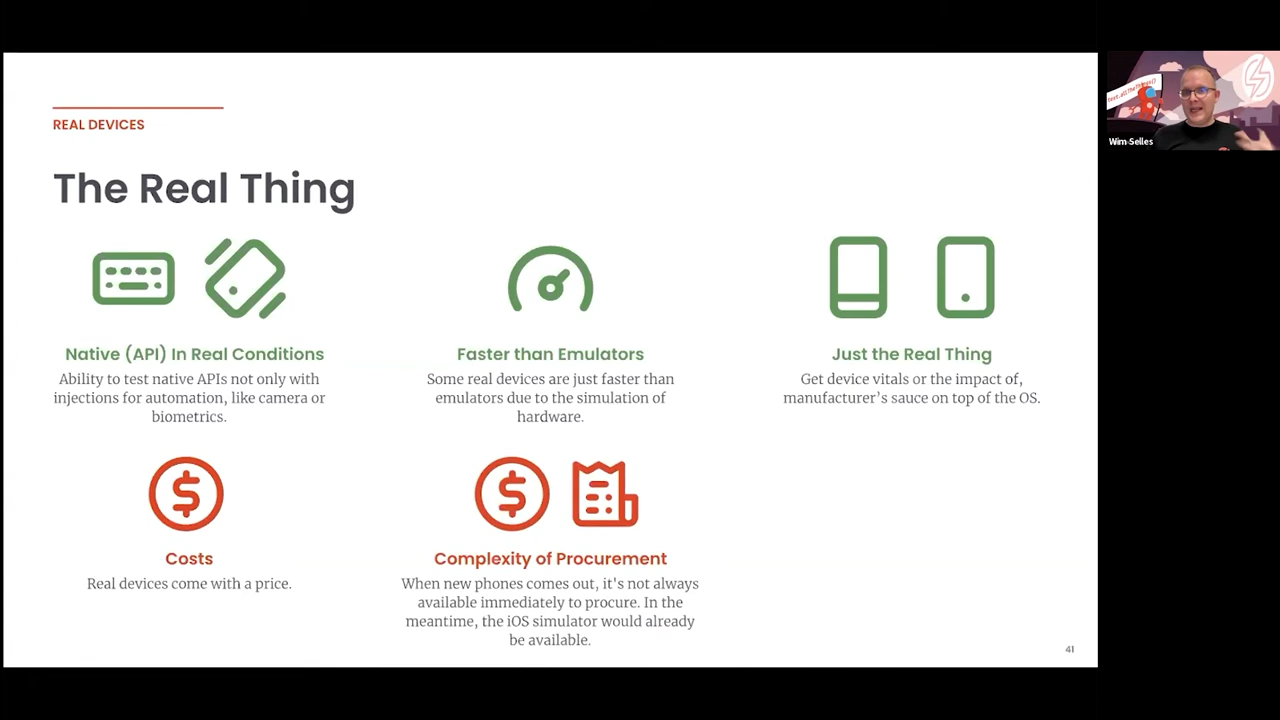 REAL DEVICES
The Real Thing
Native (API) In Real Conditions
Ability to test native APIs not only with
injections for automation, like camera or
biometrics.
Faster than Emulators
Some real devices are just faster than
emulators due to the simulation of
hardware.
Just the Real Thing
Get device vitals or the impact of,
manufacturer's sauce on top of the OS.
Costs
Real devices come with a price.
Complexity of Procurement
When new phones comes out, it's not always
available immediately to procure. In the
meantime, the iOS simulator would already
be available.
41
Wim Selles